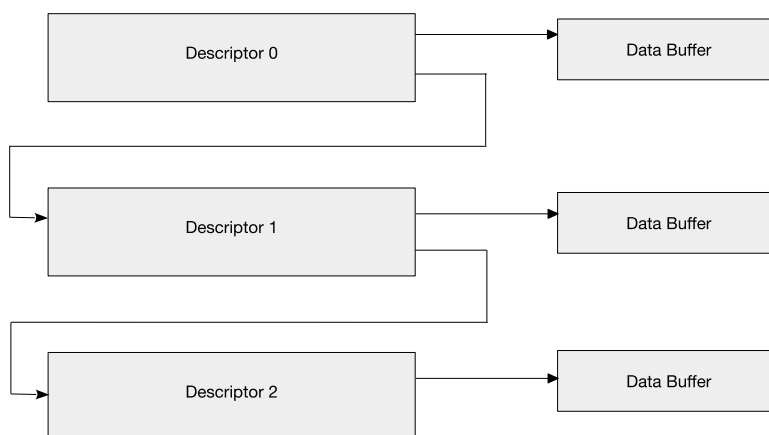 Descriptor 0
Data Buffer
Descriptor 1
Data Buffer
Descriptor 2
Data Buffer